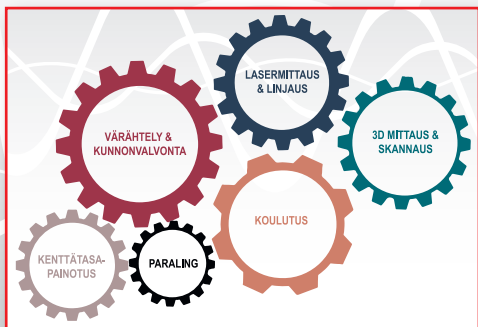 LASERMITTAUS
& LINJAUS
VÄRÄHTELY &
KUNNONVALVONTA
3D MITTAUS &
SKANNAUS
KOULUTUS
KENTTÄTASA-
PAINOTUS
PARALING